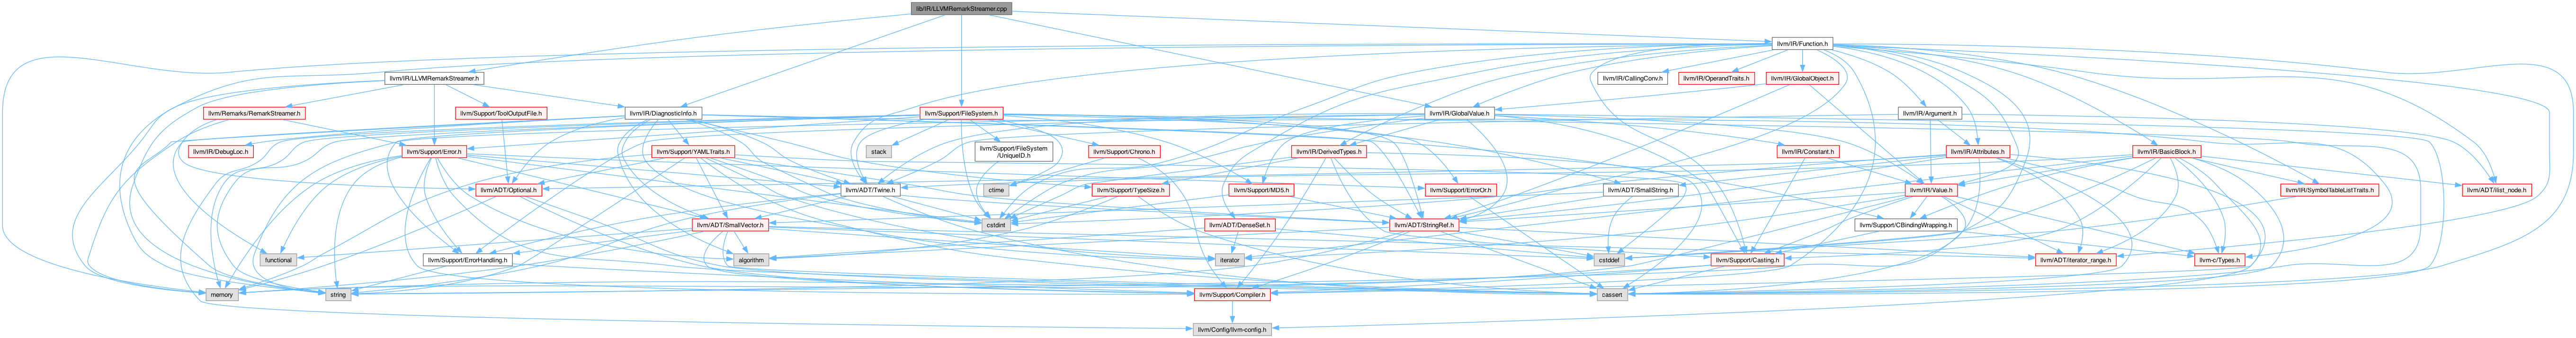 lib/IR/LLVMRemarkStreamer.cpp
llvm/IR/Function.h
llvm/IR/LLVMRemarkStreamer.h
llvm/IR/CallingConv.h
llvm/IR/OperandTraits.h
llvm/IR/GlobalObject.h
llvm/Remarks/RemarkStreamer.h
llvm/Support/ToolOutputFile.h
llvm/IR/DiagnosticInfo.h
llvm/Support/FileSystem.h
llvm/IR/GlobalValue.h
llvm/IR/Argument.h
llvm/IR/DebugLoc.h
llvm/Support/Error.h
llvm/Support/YAMLTraits.h
stack
llvm/Support/FileSystem
/UniqueID.h
llvm/Support/Chrono.h
llvm/IR/DerivedTypes.h
llvm/IR/Constant.h
llvm/IR/Attributes.h
llvm/IR/BasicBlock.h
llvm/ADT/Optional.h
llvm/ADT/Twine.h
ctime
llvm/Support/TypeSize.h
llvm/Support/MD5.h
llvm/Support/ErrorOr.h
llvm/ADT/SmallString.h
llvm/IR/Value.h
llvm/IR/SymbolTableListTraits.h
llvm/ADT/ilist_node.h
llvm/ADT/SmallVector.h
cstdint
llvm/ADT/DenseSet.h
llvm/ADT/StringRef.h
llvm/Support/CBindingWrapping.h
functional
llvm/Support/ErrorHandling.h
algorithm
iterator
cstddef
llvm/Support/Casting.h
llvm/ADT/iterator_range.h
llvm-c/Types.h
memory
string
llvm/Support/Compiler.h
cassert
llvm/Config/llvm-config.h